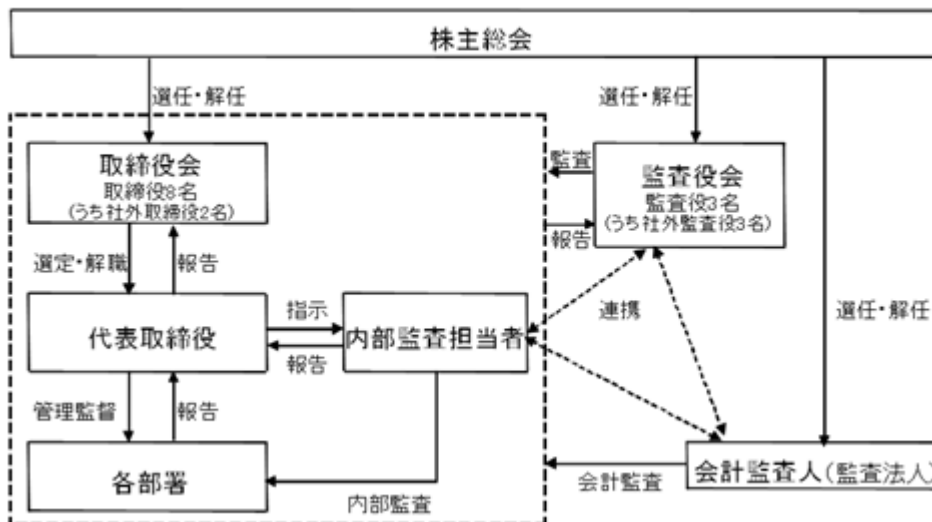 株主総会
選任・解任
選任・解任
取締役会
取締役8名
(うち社外取締役2名)
監査
監査役会
監査役3名
(うち社外監査役3名)
報告
選定・解職
報告
連携
選任・解任
代表取締役
指示
報告
内部監査担当者
管理監督
報告
各部署
内部監査
会計監査
会計監査人(監査法人)